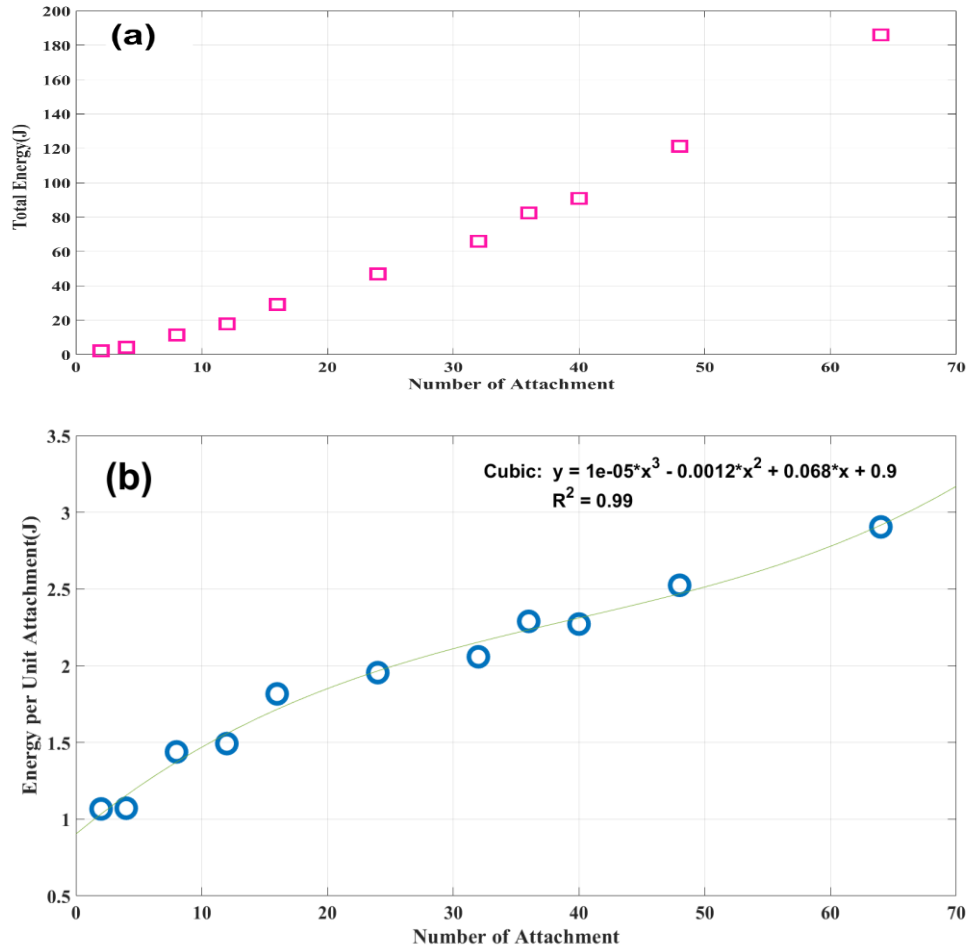 (a)
Total Energy(J)
200
180
160
140
120
100
80
60
40
20
0
0 10 20 30 40 50 60 70
Number of Attachment
(b)
Cubic: y = 1e-05*x³ - 0.0012*x² + 0.068*x + 0.9
R² = 0.99
Energy per Unit Attachment(J)
3.5
3
2.5
2
1.5
1
0.5
0 10 20 30 40 50 60 70
Number of Attachment